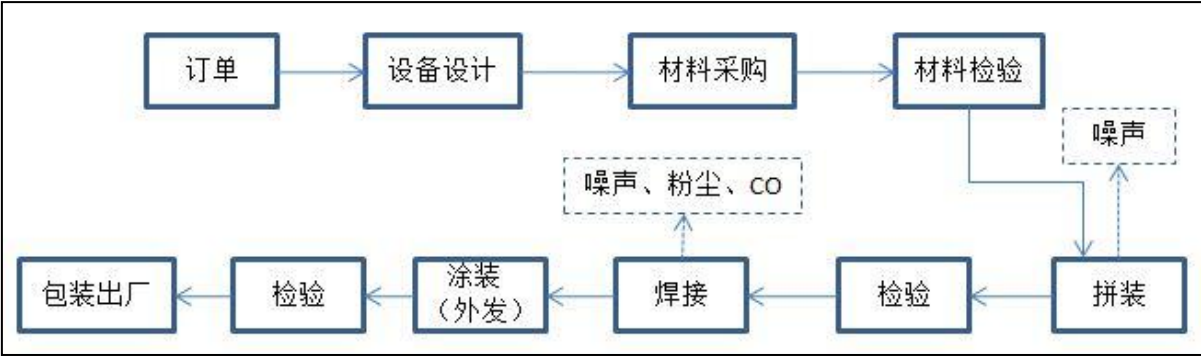 订单
设备设计
材料采购
材料检验
噪声
噪声、粉尘、CO
包装出厂
检验
涂装
（外发）
焊接
检验
拼装